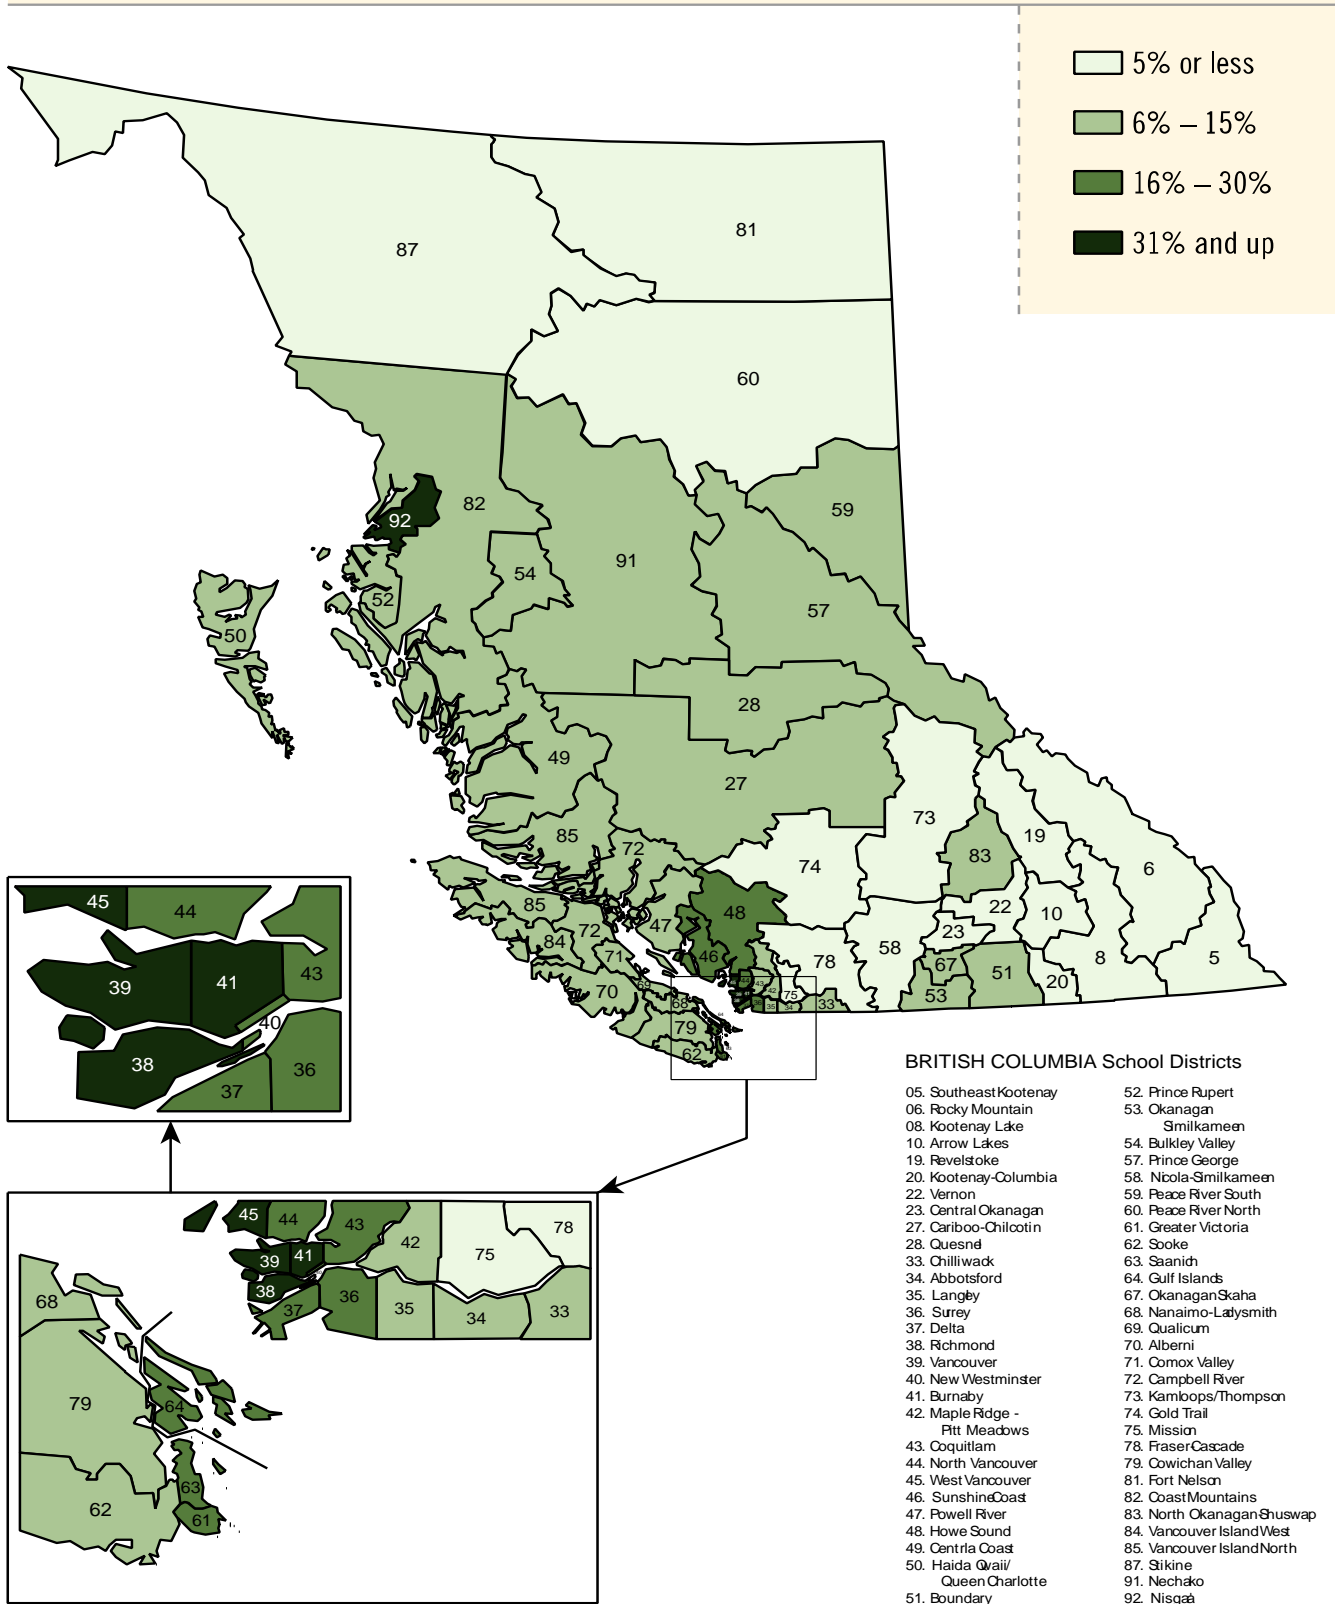 5% or less
6% – 15%
16% – 30%
31% and up
87
81
60
59
82
92
54
91
52
50
57
28
49
27
85
72
74
73
83
19
6
22
10
23
58
8
5
67
51
20
53
78
48
47
46
85
72
84
71
70
69
68
79
62
44
43
42
75
36
35
34
33
45
44
43
39
41
40
38
37
36
45
44
43
42
75
78
39
41
38
37
36
35
34
33
68
79
64
63
61
62
BRITISH COLUMBIA School Districts
05. Southeast Kootenay
06. Rocky Mountain
08. Kootenay Lake
10. Arrow Lakes
19. Revelstoke
20. Kootenay-Columbia
22. Vernon
23. Central Okanagan
27. Cariboo-Chilcotin
28. Quesnel
33. Chilliwack
34. Abbotsford
35. Langley
36. Surrey
37. Delta
38. Richmond
39. Vancouver
40. New Westminster
41. Burnaby
42. Maple Ridge -
Pitt Meadows
43. Coquitlam
44. North Vancouver
45. West Vancouver
46. Sunshine Coast
47. Powell River
48. Howe Sound
49. Centrla Coast
50. Haida Gwaii/
Queen Charlotte
51. Boundary
52. Prince Rupert
53. Okanagan
Similkameen
54. Bulkley Valley
57. Prince George
58. Nicola-Similkameen
59. Peace River South
60. Peace River North
61. Greater Victoria
62. Sooke
63. Saanich
64. Gulf Islands
67. Okanagan Skaha
68. Nanaimo-Ladysmith
69. Qualicum
70. Alberni
71. Comox Valley
72. Campbell River
73. Kamloops/Thompson
74. Gold Trail
75. Mission
78. Fraser-Cascade
79. Cowichan Valley
81. Fort Nelson
82. Coast Mountains
83. North Okanagan-Shuswap
84. Vancouver Island West
85. Vancouver Island North
87. Stikine
91. Nechako
92. Nisga'a